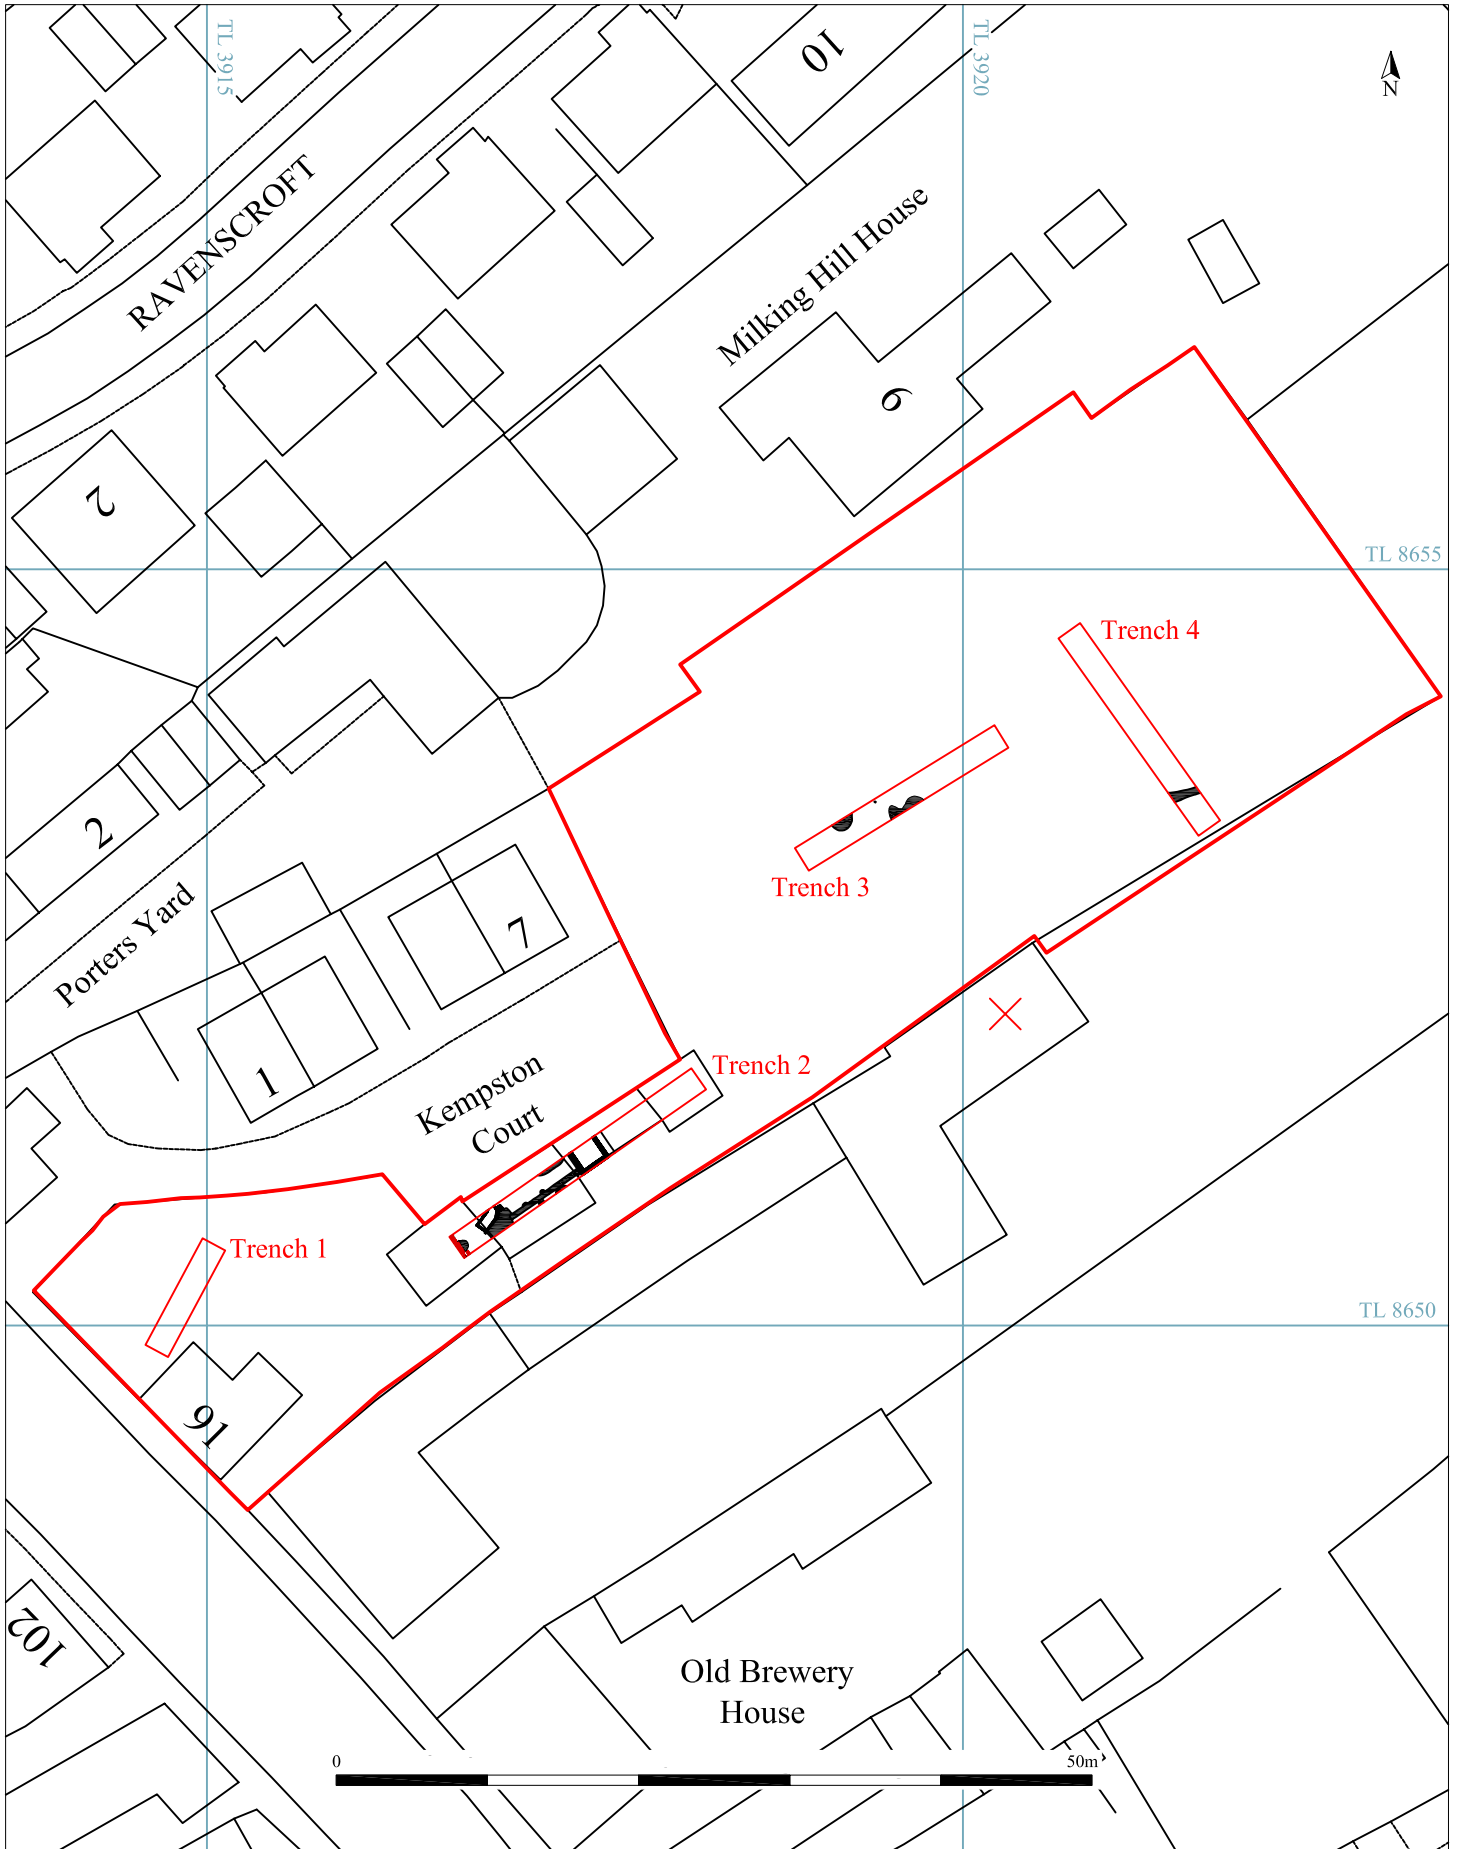 TL 3915
TL 3920
10
N
RAVENSCROFT
Milking Hill House
9
2
TL 8655
Trench 4
2
Trench 3
7
Porters Yard
1
Kempston
Court
Trench 2
Trench 1
TL 8650
91
102
Old Brewery
House
0
50m